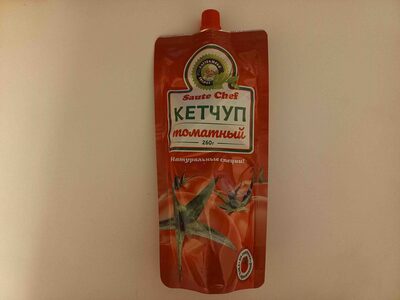 Saute Chef
КЕТЧУП
томатный
260г
Натуральные специи!